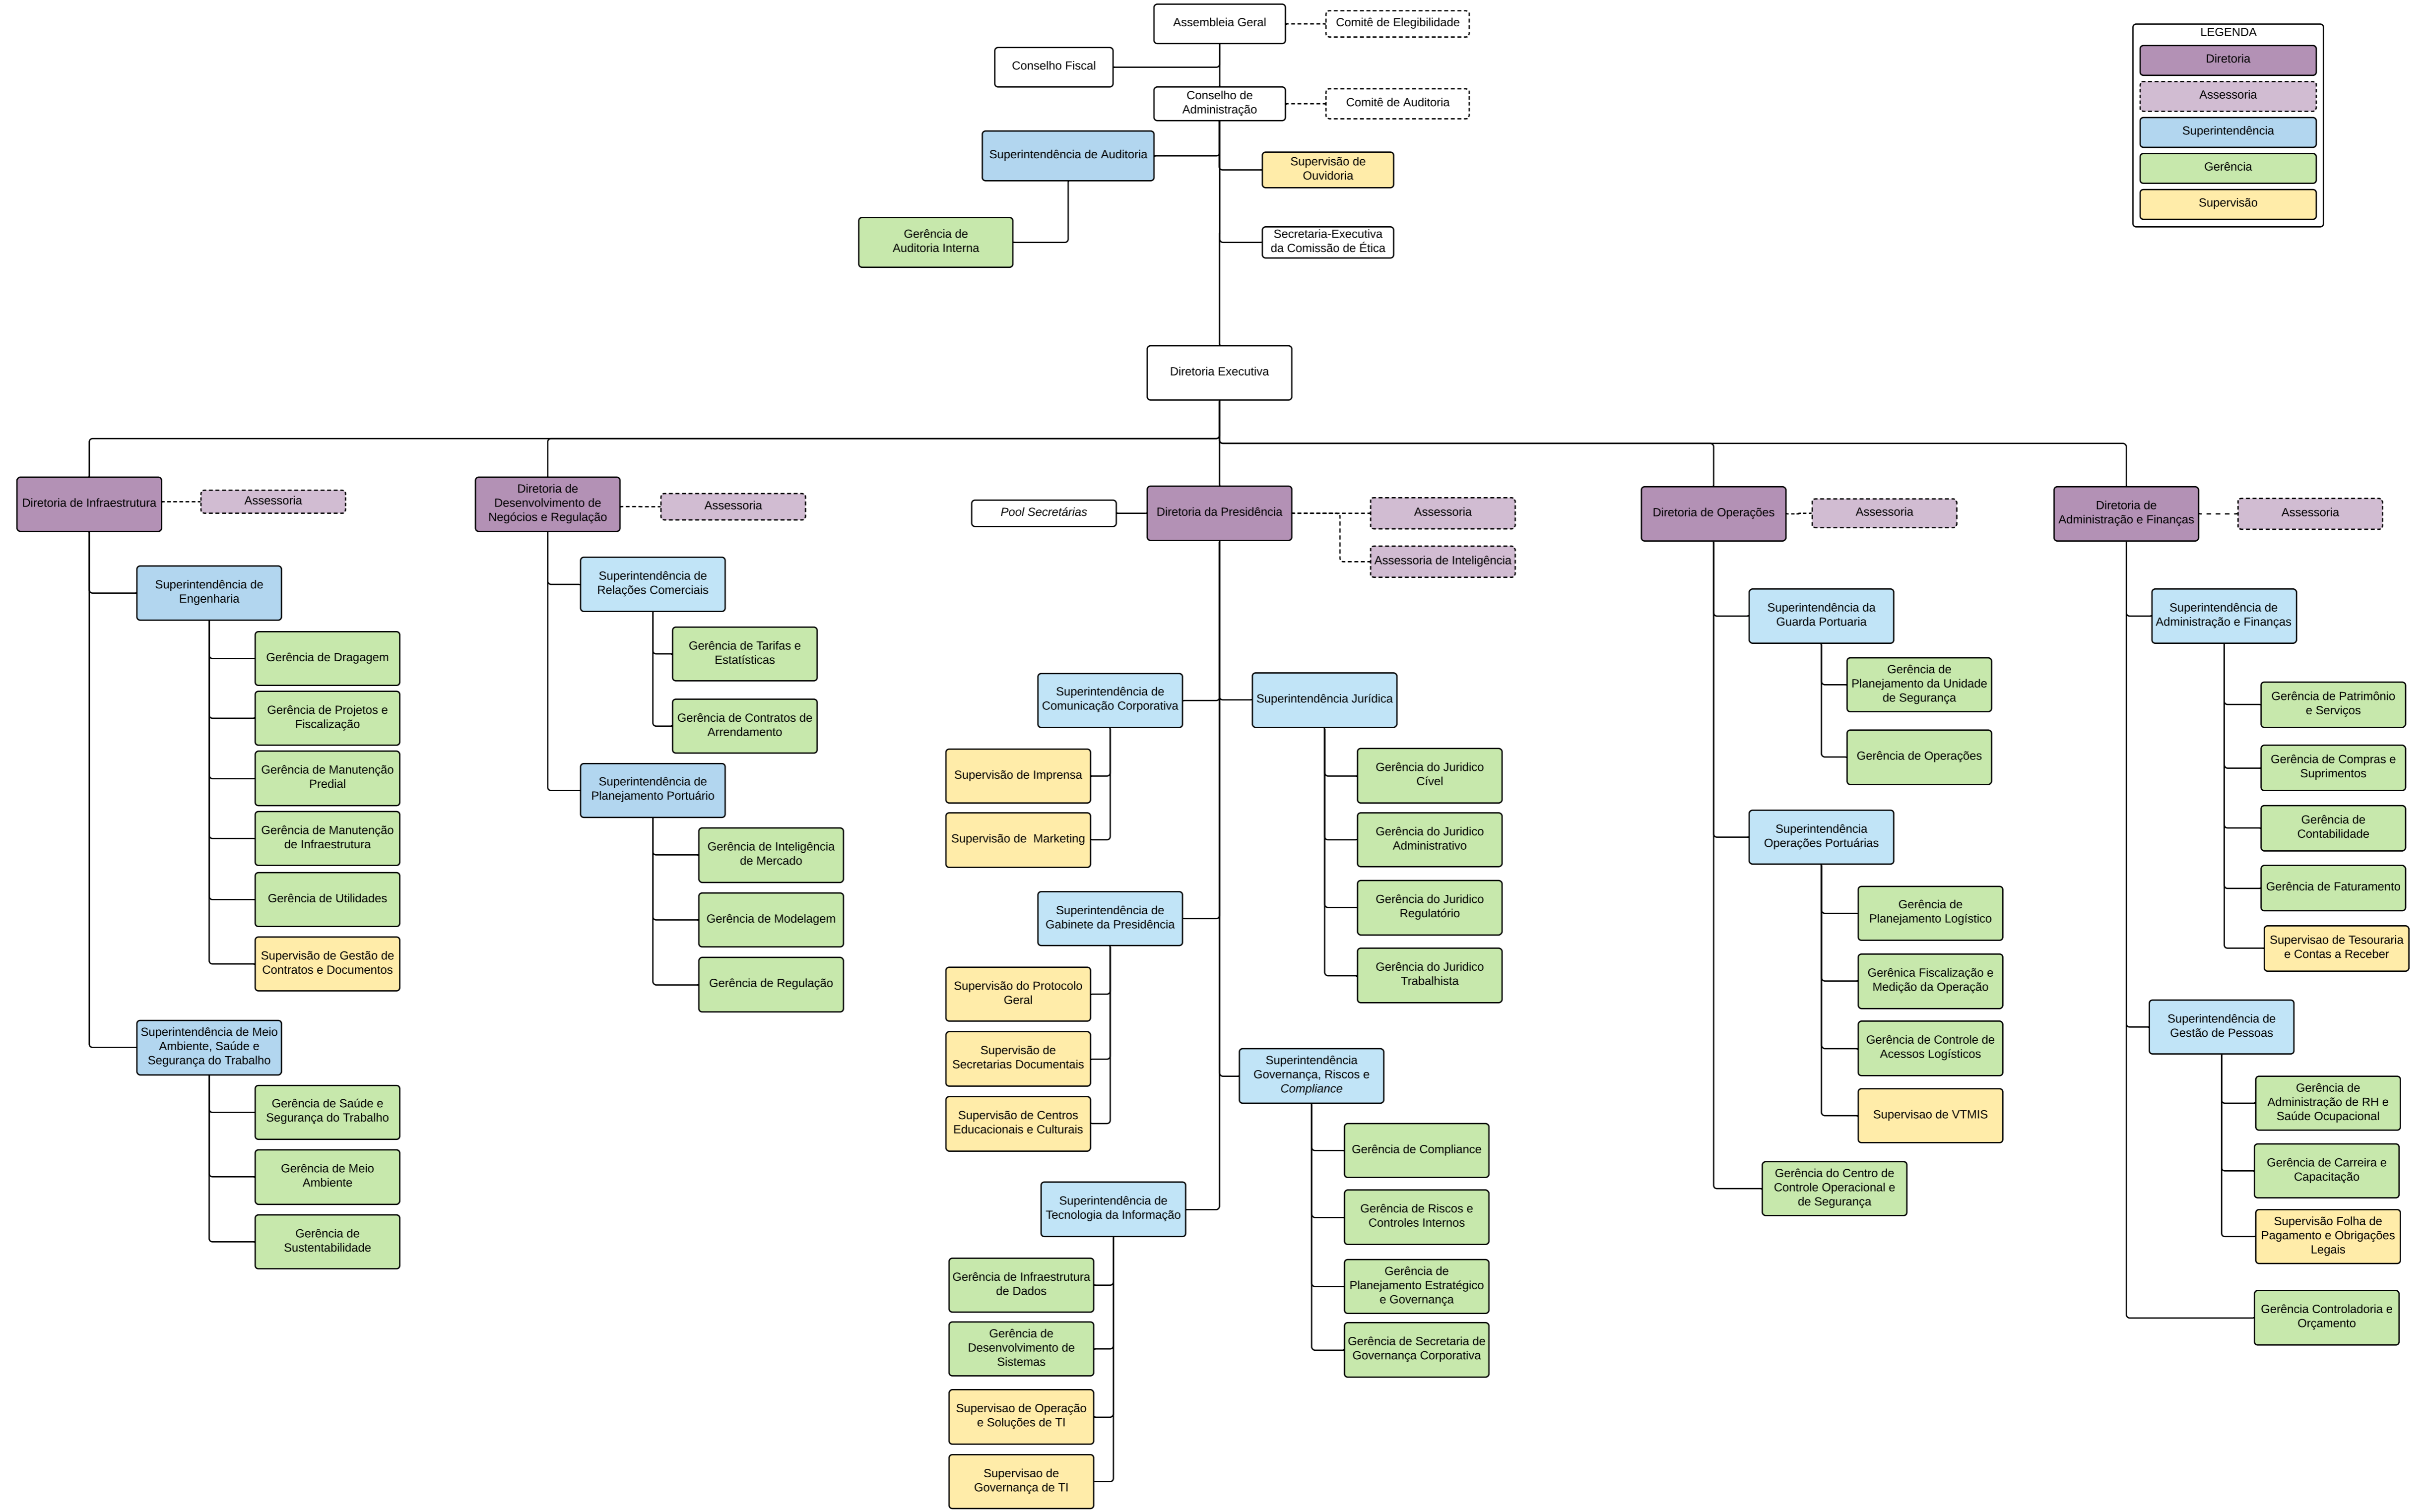 Assembleia Geral
Comitê de Elegibilidade
Conselho Fiscal
Conselho de
Administração
Comitê de Auditoria
Superintendência de Auditoria
Supervisão de
Ouvidoria
Gerência de
Auditoria Interna
Secretaria-Executiva
da Comissão de Ética
LEGENDA
Diretoria
Assessoria
Superintendência
Gerência
Supervisão
Diretoria Executiva
Diretoria de Infraestrutura
Assessoria
Superintendência de
Engenharia
Gerência de Dragagem
Gerência de Projetos e
Fiscalização
Gerência de Manutenção
Predial
Gerência de Manutenção
de Infraestrutura
Gerência de Utilidades
Supervisão de Gestão de
Contratos e Documentos
Superintendência de Meio
Ambiente, Saúde e
Segurança do Trabalho
Gerência de Saúde e
Segurança do Trabalho
Gerência de Meio
Ambiente
Gerência de
Sustentabilidade
Diretoria de
Desenvolvimento de
Negócios e Regulação
Assessoria
Superintendência de
Relações Comerciais
Gerência de Tarifas e
Estatísticas
Gerência de Contratos de
Arrendamento
Superintendência de
Planejamento Portuário
Gerência de Inteligência
de Mercado
Gerência de Modelagem
Gerência de Regulação
Pool Secretárias
Diretoria da Presidência
Assessoria
Assessoria de Inteligência
Superintendência de
Comunicação Corporativa
Supervisão de Imprensa
Supervisão de  Marketing
Superintendência de
Gabinete da Presidência
Supervisão do Protocolo
Geral
Supervisão de
Secretarias Documentais
Supervisão de Centros
Educacionais e Culturais
Superintendência de
Tecnologia da Informação
Gerência de Infraestrutura
de Dados
Gerência de
Desenvolvimento de
Sistemas
Supervisao de Operação
e Soluções de TI
Supervisao de
Governança de TI
Superintendência Jurídica
Gerência do Juridico
Cível
Gerência do Juridico
Administrativo
Gerência do Juridico
Regulatório
Gerência do Juridico
Trabalhista
Superintendência
Governança, Riscos e
Compliance
Gerência de Compliance
Gerência de Riscos e
Controles Internos
Gerência de
Planejamento Estratégico
e Governança
Gerência de Secretaria de
Governança Corporativa
Diretoria de Operações
Assessoria
Superintendência da
Guarda Portuaria
Gerência de
Planejamento da Unidade
de Segurança
Gerência de Operações
Superintendência
Operações Portuárias
Gerência de
Planejamento Logístico
Gerênica Fiscalização e
Medição da Operação
Gerência de Controle de
Acessos Logísticos
Supervisao de VTMIS
Gerência do Centro de
Controle Operacional e
de Segurança
Diretoria de
Administração e Finanças
Assessoria
Superintendência de
Administração e Finanças
Gerência de Patrimônio
e Serviços
Gerência de Compras e
Suprimentos
Gerência de
Contabilidade
Gerência de Faturamento
Supervisao de Tesouraria
e Contas a Receber
Superintendência de
Gestão de Pessoas
Gerência de
Administração de RH e
Saúde Ocupacional
Gerência de Carreira e
Capacitação
Supervisão Folha de
Pagamento e Obrigações
Legais
Gerência Controladoria e
Orçamento